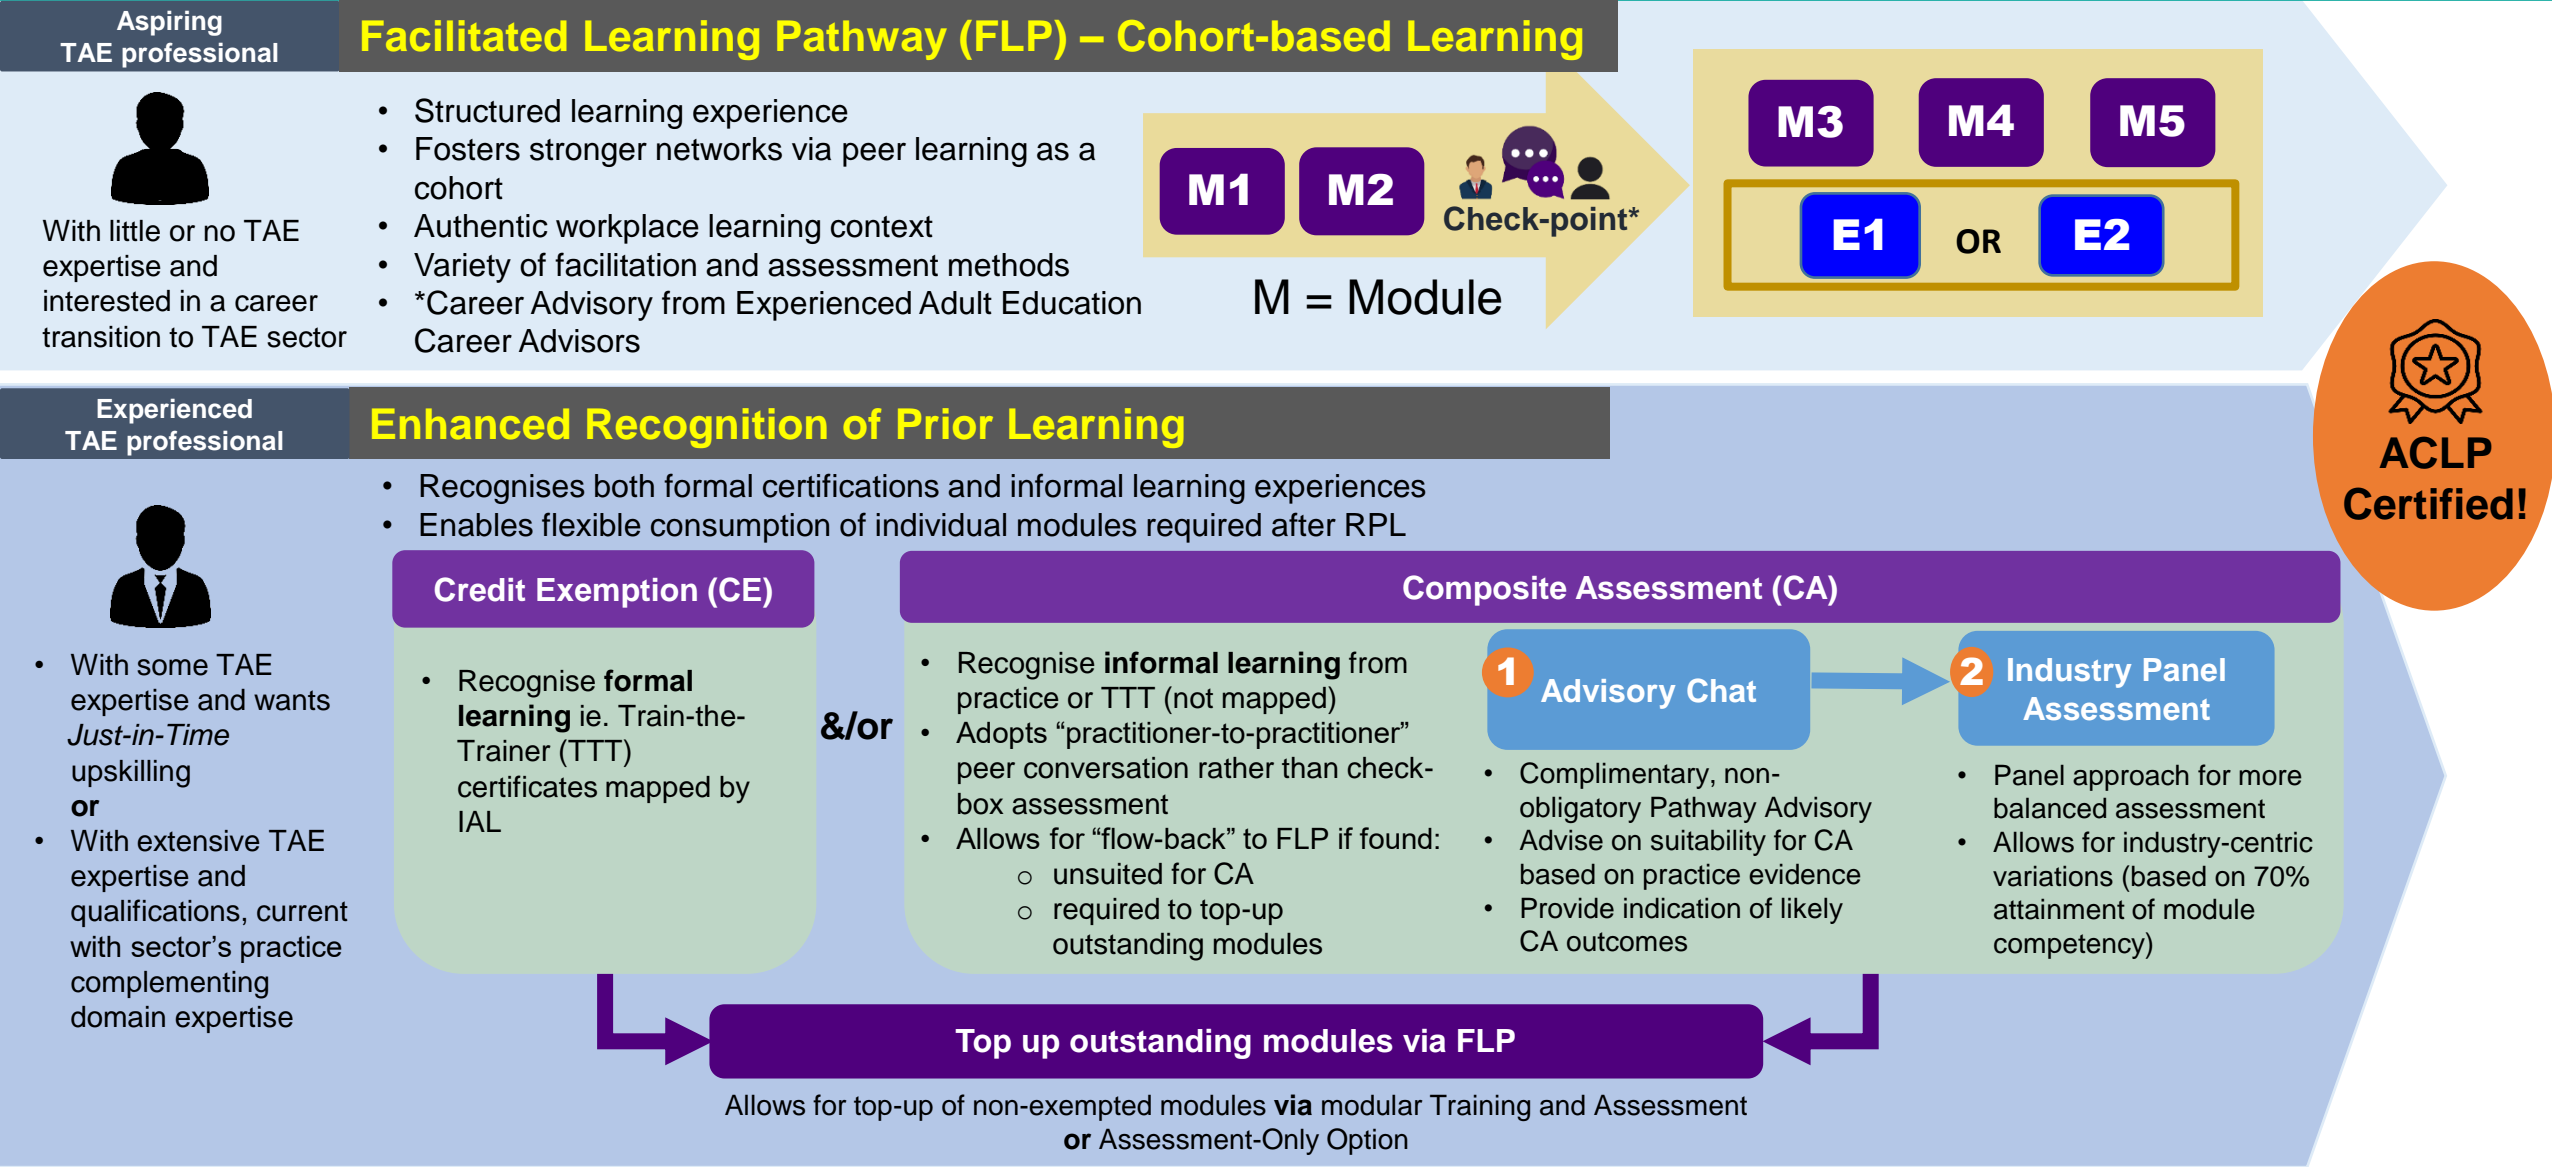 Aspiring
TAE professional
Facilitated Learning Pathway (FLP) – Cohort-based Learning
With little or no TAE
expertise and
interested in a career
transition to TAE sector
• Structured learning experience
• Fosters stronger networks via peer learning as a
cohort
• Authentic workplace learning context
• Variety of facilitation and assessment methods
• *Career Advisory from Experienced Adult Education
Career Advisors
M1
M2
Check-point*
M = Module
M3
M4
M5
E1
OR
E2
ACLP
Certified!
Experienced
TAE professional
Enhanced Recognition of Prior Learning
• With some TAE
expertise and wants
Just-in-Time
upskilling
or
• With extensive TAE
expertise and
qualifications, current
with sector’s practice
complementing
domain expertise
• Recognises both formal certifications and informal learning experiences
• Enables flexible consumption of individual modules required after RPL
Credit Exemption (CE)
• Recognise formal
learning ie. Train-the-
Trainer (TTT)
certificates mapped by
IAL
&/or
Composite Assessment (CA)
• Recognise informal learning from
practice or TTT (not mapped)
• Adopts “practitioner-to-practitioner”
peer conversation rather than check-
box assessment
• Allows for “flow-back” to FLP if found:
o unsuited for CA
o required to top-up
outstanding modules
1
Advisory Chat
• Complimentary, non-
obligatory Pathway Advisory
• Advise on suitability for CA
based on practice evidence
• Provide indication of likely
CA outcomes
2
Industry Panel
Assessment
• Panel approach for more
balanced assessment
• Allows for industry-centric
variations (based on 70%
attainment of module
competency)
Top up outstanding modules via FLP
Allows for top-up of non-exempted modules via modular Training and Assessment
or Assessment-Only Option